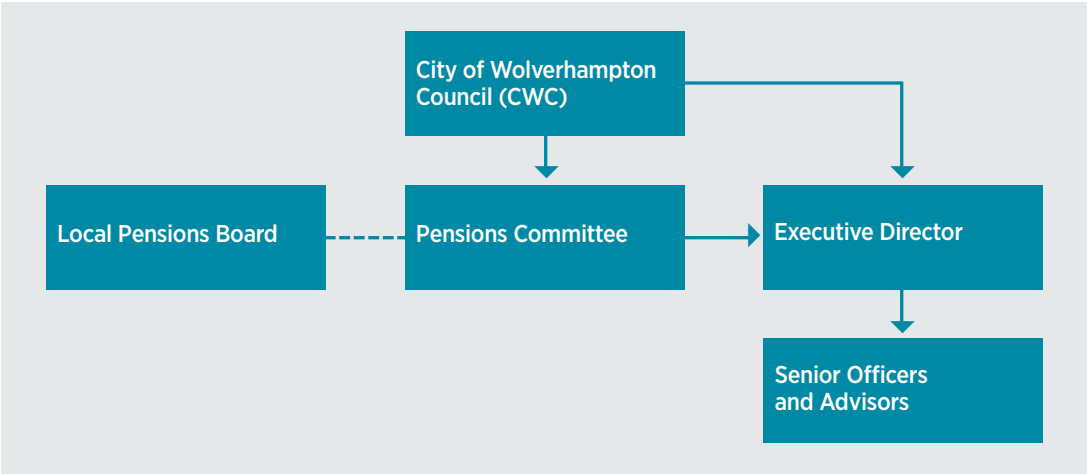 City of Wolverhampton
Council (CWC)
Local Pensions Board
Pensions Committee
Executive Director
Senior Officers
and Advisors